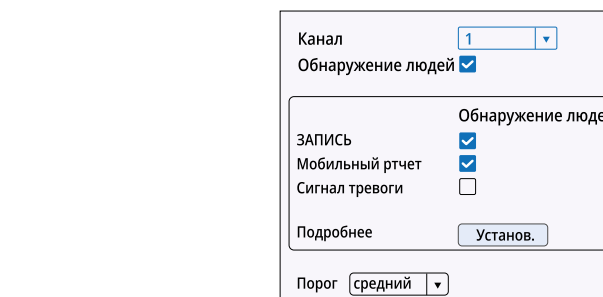 Канал 1
Обнаружение людей
Обнаружение люде
ЗАПИСЬ
Мобильный ртчет
Сигнал тревоги
Подробнее Установ.
Порог средний